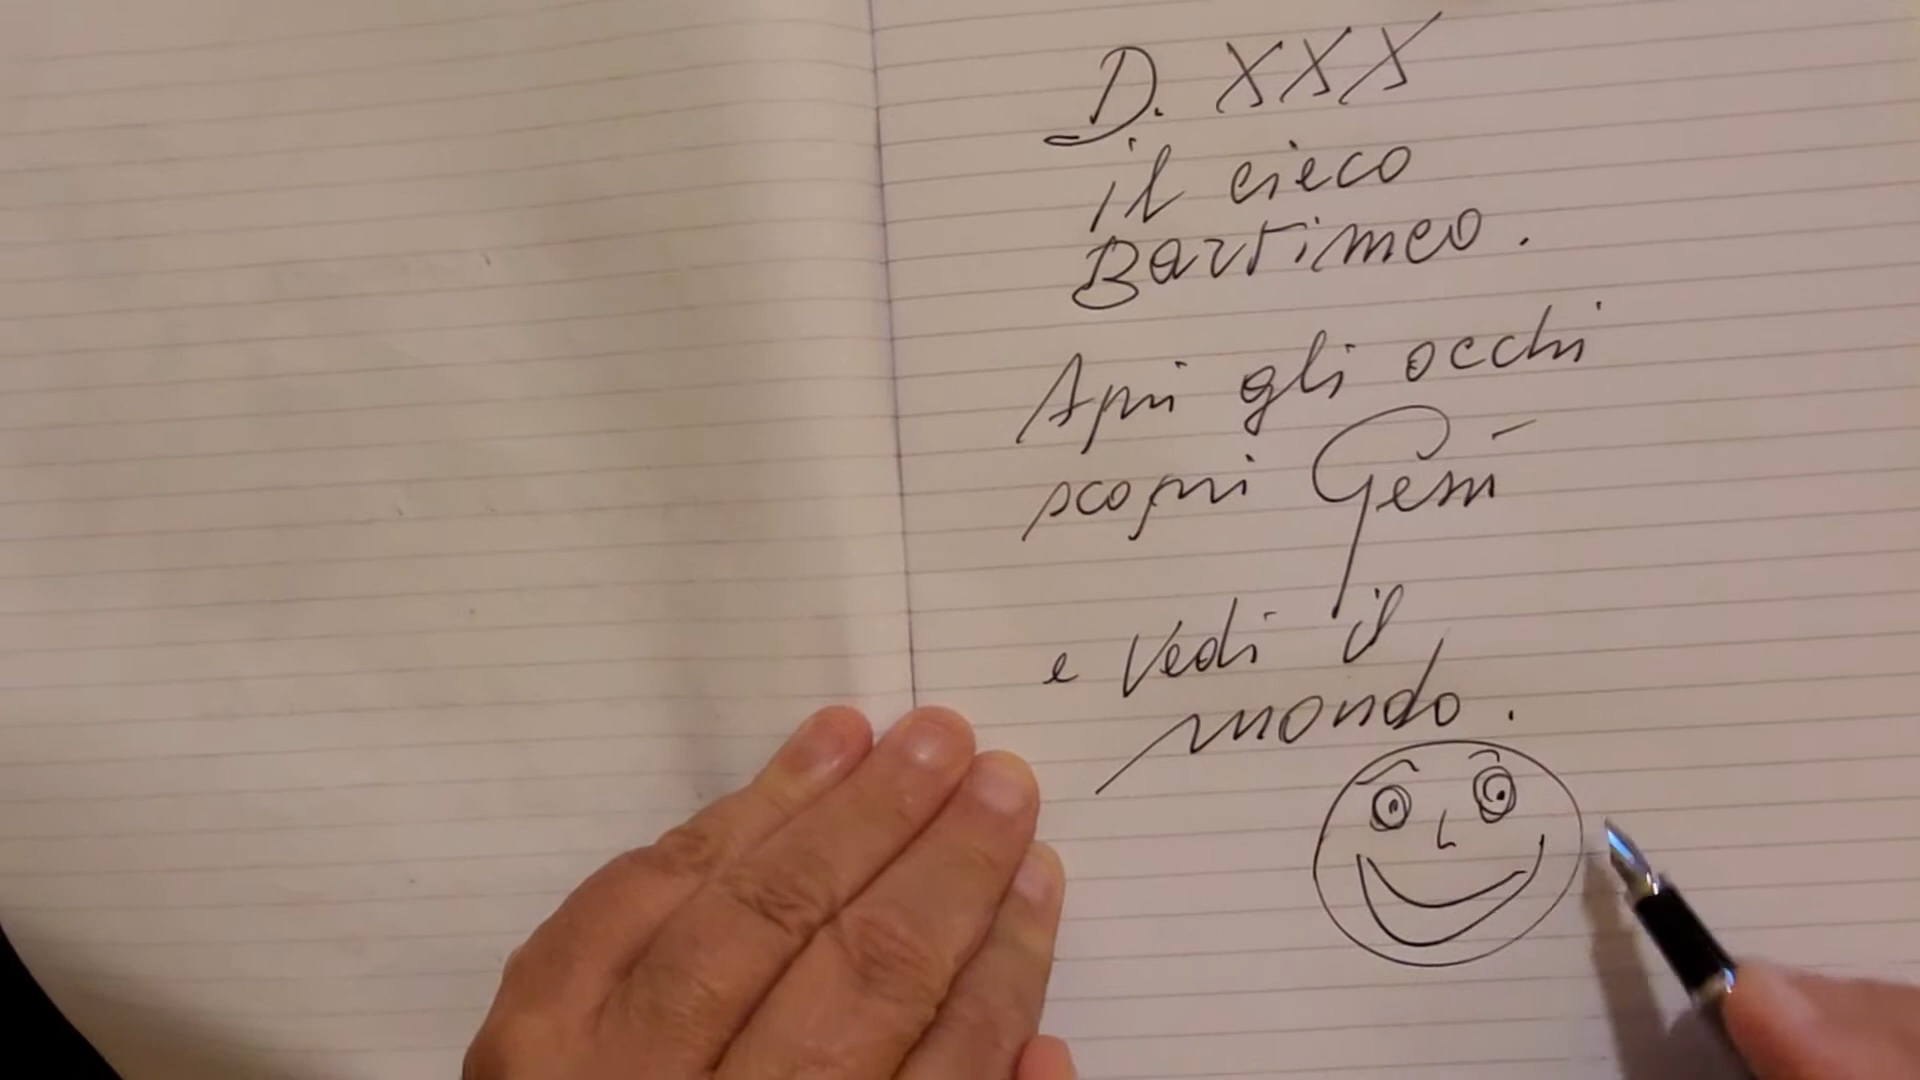 D. XXX
il cieco
Bartimeo.
Apri gli occhi
scopri Gesù
e vedi il
mondo.